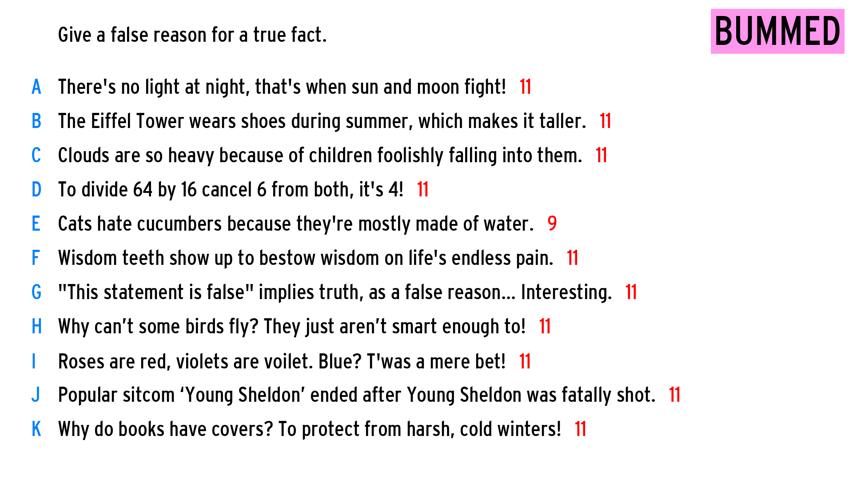 Give a false reason for a true fact.
BUMMED
A There's no light at night, that's when sun and moon fight! 11
B The Eiffel Tower wears shoes during summer, which makes it taller. 11
C Clouds are so heavy because of children foolishly falling into them. 11
D To divide 64 by 16 cancel 6 from both, it's 4! 11
E Cats hate cucumbers because they're mostly made of water. 9
F Wisdom teeth show up to bestow wisdom on life's endless pain. 11
G "This statement is false" implies truth, as a false reason... Interesting. 11
H Why can’t some birds fly? They just aren’t smart enough to! 11
I Roses are red, violets are voilet. Blue? T'was a mere bet! 11
J Popular sitcom ‘Young Sheldon’ ended after Young Sheldon was fatally shot. 11
K Why do books have covers? To protect from harsh, cold winters! 11